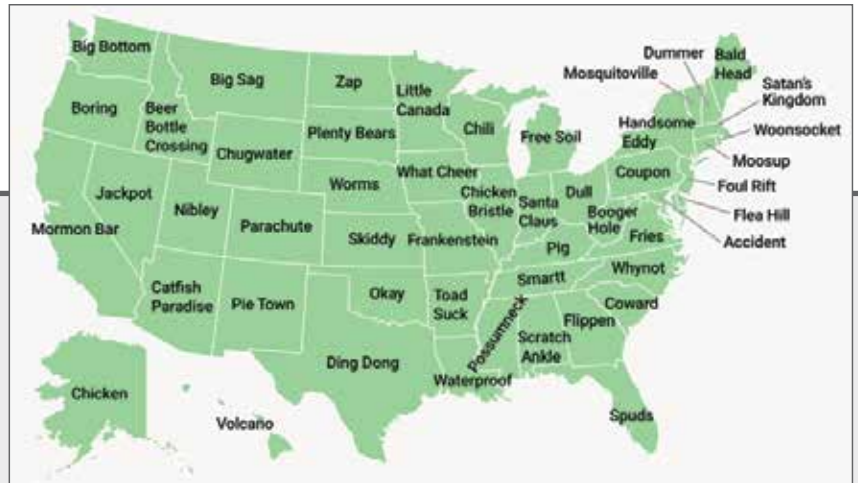 Big Bottom
Big Sag
Zap
Little
Canada
Dummer
Bald
Head
Mosquitoville
Satan's
Kingdom
Boring
Beer
Bottle
Crossing
Chugwater
Plenty Bears
Chili
Free Soil
Handsome
Eddy
Woonsocket
Moosup
Jackpot
Nibley
Worms
What Cheer
Chicken
Bristle
Santa
Claus
Dull
Coupon
Foul Rift
Flea Hill
Accident
Mormon Bar
Parachute
Skiddy
Frankenstein
Booger
Hole
Fries
Pig
Whynot
Smartt
Catfish
Paradise
Pie Town
Okay
Toad
Suck
Possumneck
Coward
Flippen
Scratch
Ankle
Ding Dong
Waterproof
Chicken
Volcano
Spuds